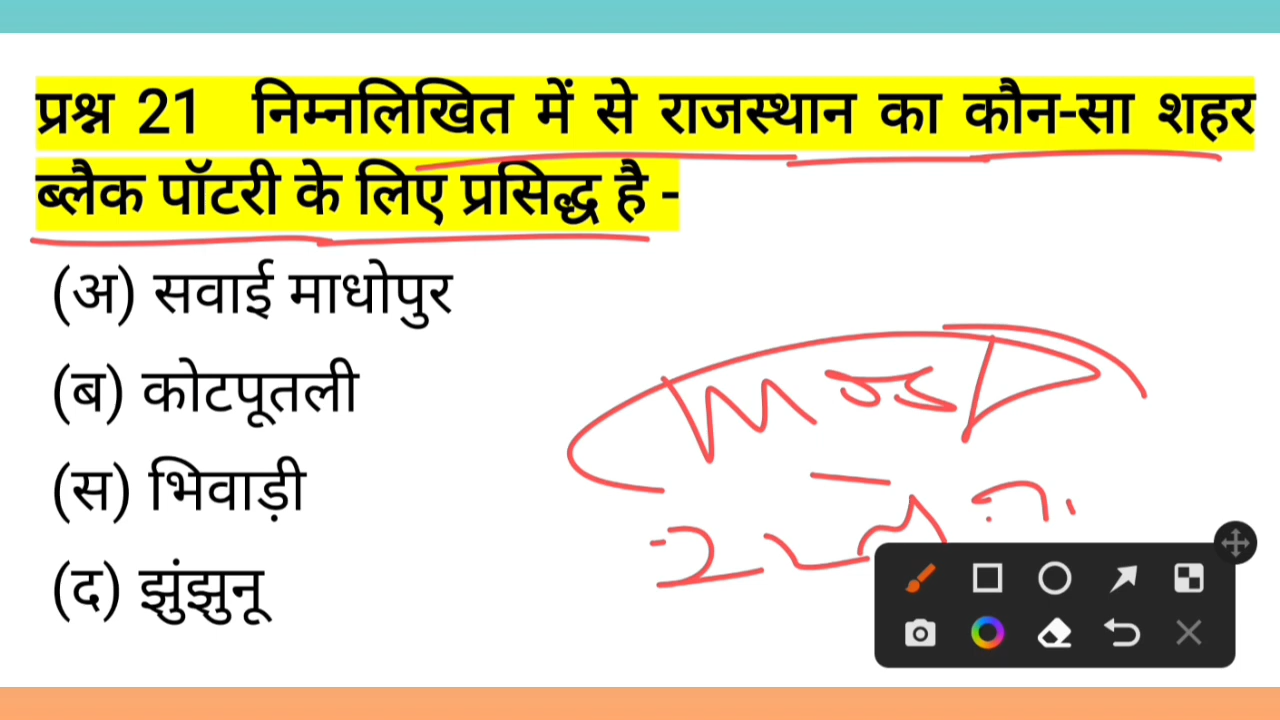 प्रश्न 21 निम्नलिखित में से राजस्थान का कौन-सा शहर
ब्लैक पॉटरी के लिए प्रसिद्ध है -
(अ) सवाई माधोपुर
(ब) कोटपूतली
(स) भिवाड़ी
(द) झुंझुनू